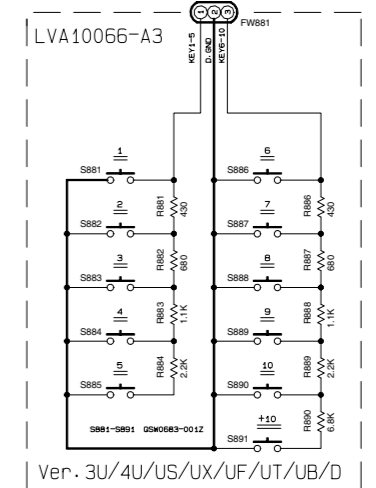 1 2 3
FW881
LVA10066-A3
KEY1-5
D.GND
KEY6-10
1
S881
6
S886
R881
430
R886
430
2
S882
7
S887
R882
680
R887
680
3
S883
8
S888
R883
1.1K
R888
1.1K
4
S884
9
S889
R884
2.2K
R889
2.2K
5
S885
10
S890
R890
6.8K
+10
S891
S881-S891 QSW0683-001Z
Ver.3U/4U/US/UX/UF/UT/UB/D